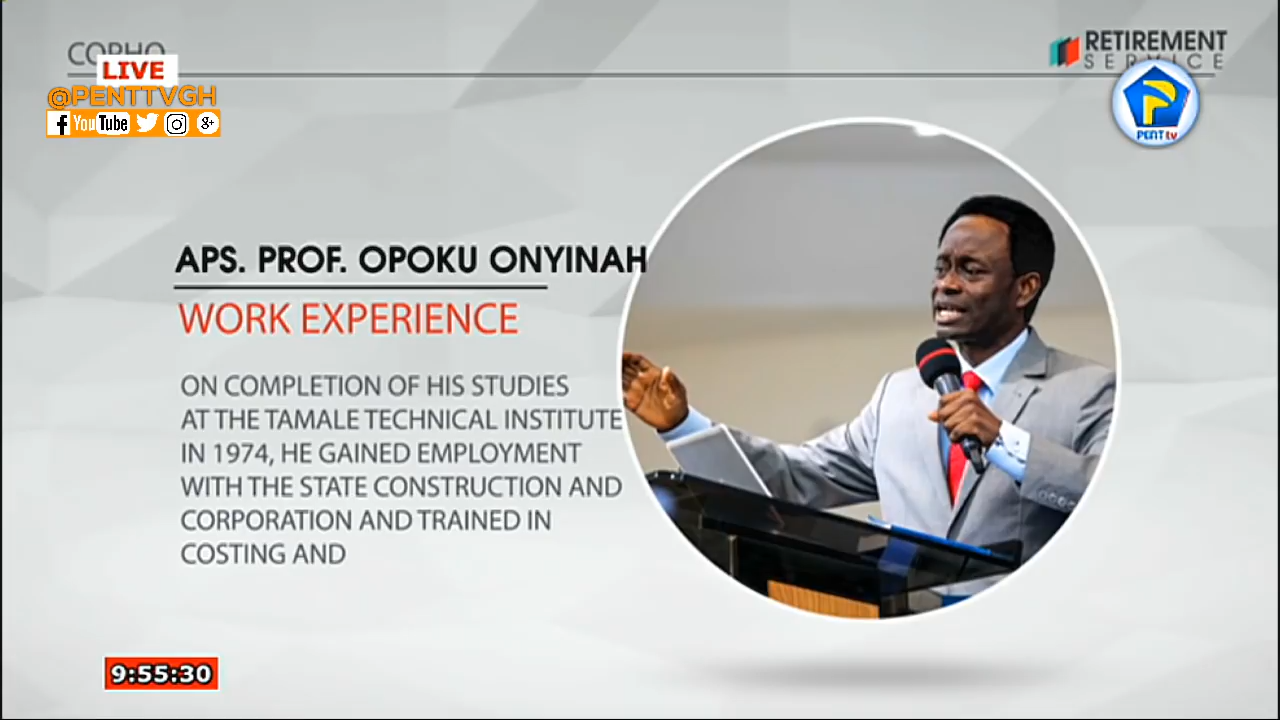 COPHQ
LIVE
@PENTTVGH
f YouTube g+
RETIREMENT
SERVICE
P
PENT tv
APS. PROF. OPOKU ONYINAH
WORK EXPERIENCE
ON COMPLETION OF HIS STUDIES
AT THE TAMALE TECHNICAL INSTITUTE
IN 1974, HE GAINED EMPLOYMENT
WITH THE STATE CONSTRUCTION AND
CORPORATION AND TRAINED IN
COSTING AND
9:55:30